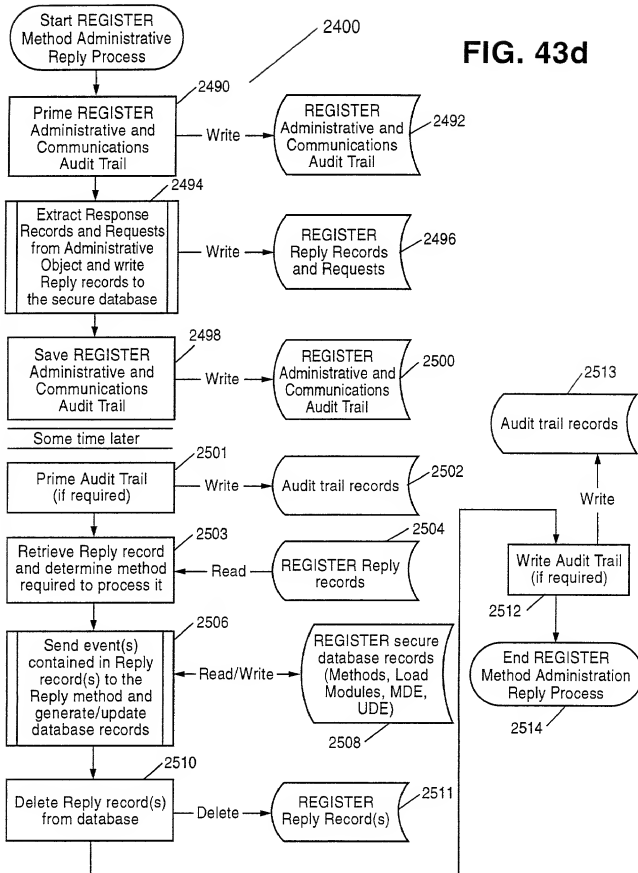 Start REGISTER
Method Administrative
Reply Process
2400
FIG. 43d
2490
Prime REGISTER
Administrative and
Communications
Audit Trail
Write
REGISTER
Administrative and
Communications
Audit Trail
2492
2494
Extract Response
Records and Requests
from Administrative
Object and write
Reply records to
the secure database
Write
REGISTER
Reply Records
and Requests
2496
2498
Save REGISTER
Administrative and
Communications
Audit Trail
Write
REGISTER
Administrative and
Communications
Audit Trail
2500
Some time later
2501
Prime Audit Trail
(if required)
Write
Audit trail records
2502
2503
Retrieve Reply record
and determine method
required to process it
Read
REGISTER Reply
records
2504
2506
Send event(s)
contained in Reply
record(s) to the
Reply method and
generate/update
database records
Read/Write
REGISTER secure
database records
(Methods, Load
Modules, MDE,
UDE)
2508
2510
Delete Reply record(s)
from database
Delete
REGISTER
Reply Record(s)
2511
2513
Audit trail records
Write
Write Audit Trail
(if required)
2512
End REGISTER
Method Administration
Reply Process
2514